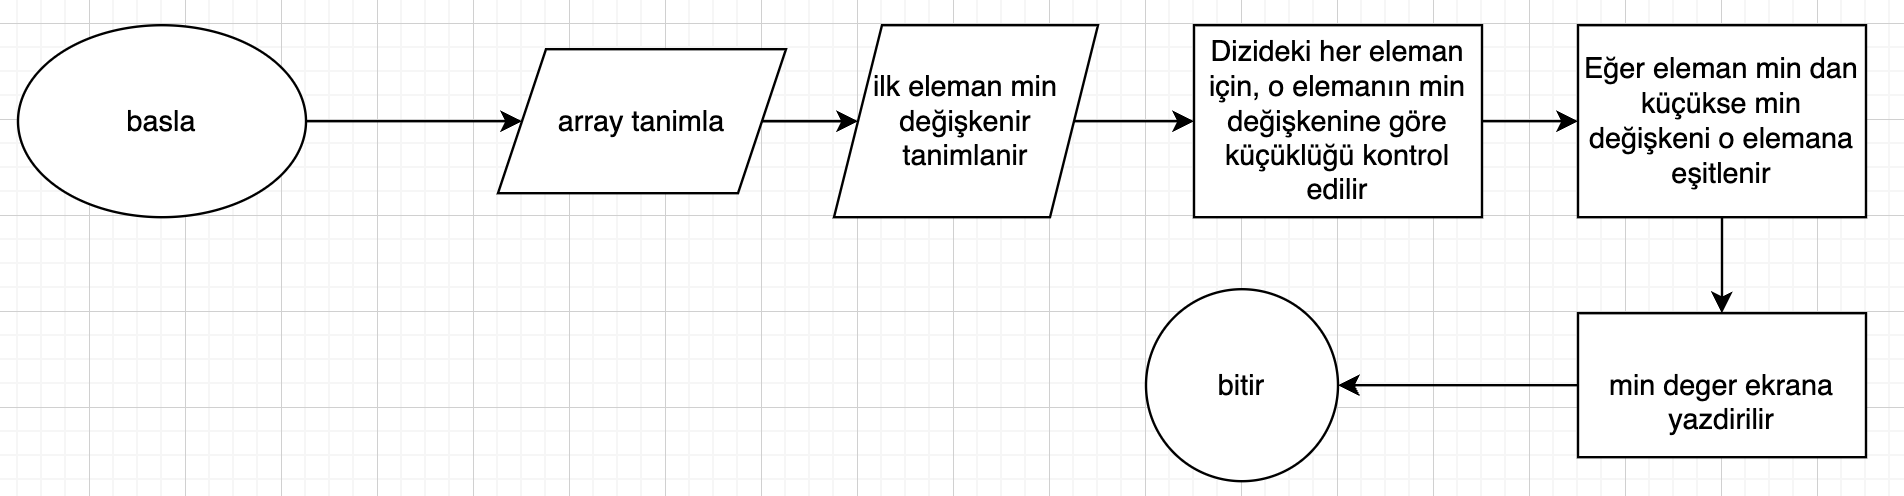 basla
array tanimla
ilk eleman min
değişkenir
tanimlanir
Dizideki her eleman
için, o elemanın min
değişkenine göre
küçüklüğü kontrol
edilir
Eğer eleman min dan
küçükse min
değişkeni o elemana
eşitlenir
min deger ekrana
yazdirilir
bitir